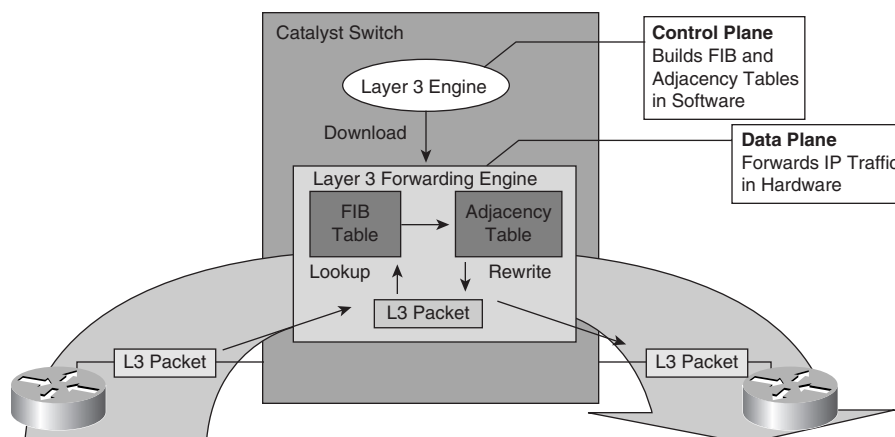 Catalyst Switch
Layer 3 Engine
Download
Control Plane
Builds FIB and
Adjacency Tables
in Software
Data Plane
Forwards IP Traffic
in Hardware
Layer 3 Forwarding Engine
FIB
Table
Adjacency
Table
Lookup
Rewrite
L3 Packet
L3 Packet
L3 Packet